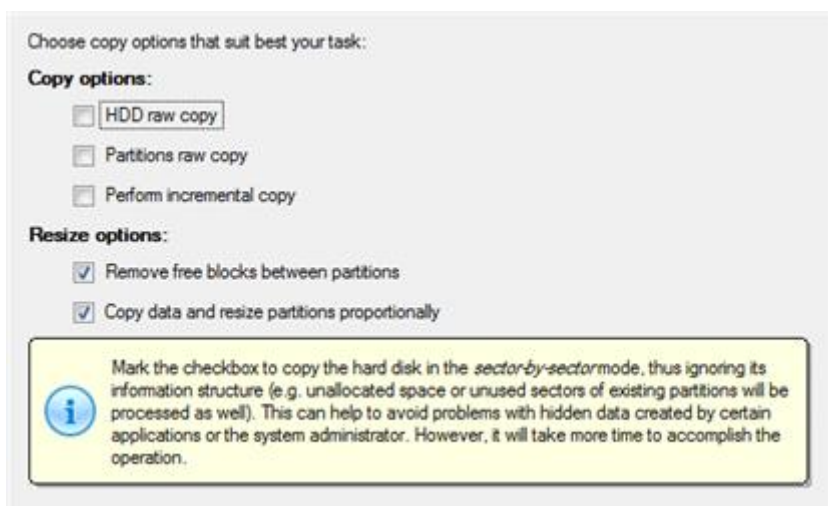 Choose copy options that suit best your task:
Copy options:
HDD raw copy
Partitions raw copy
Perform incremental copy
Resize options:
Remove free blocks between partitions
Copy data and resize partitions proportionally
Mark the checkbox to copy the hard disk in the sector-by-sector mode, thus ignoring its
information structure (e.g. unallocated space or unused sectors of existing partitions will be
processed as well). This can help to avoid problems with hidden data created by certain
applications or the system administrator. However, it will take more time to accomplish the
operation.